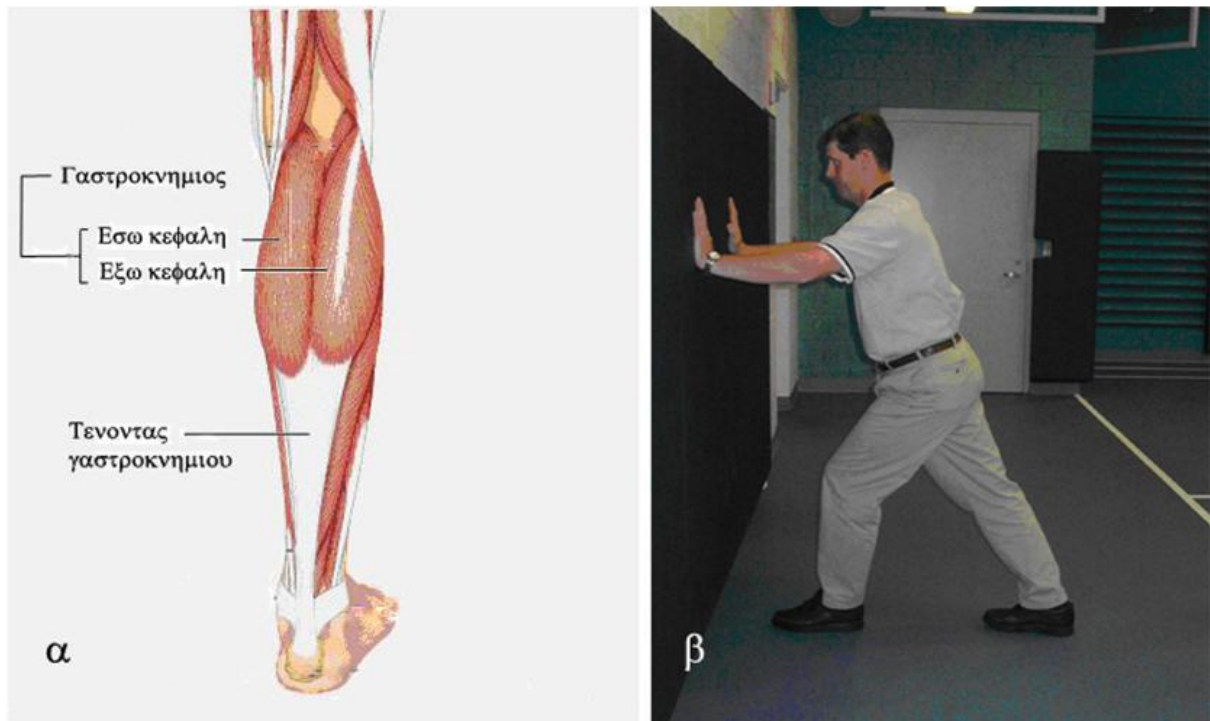 Γαστροκνημιος
Εσω κεφαλη
Εξω κεφαλη
Τενοντας
γαστροκνημιου
α
β